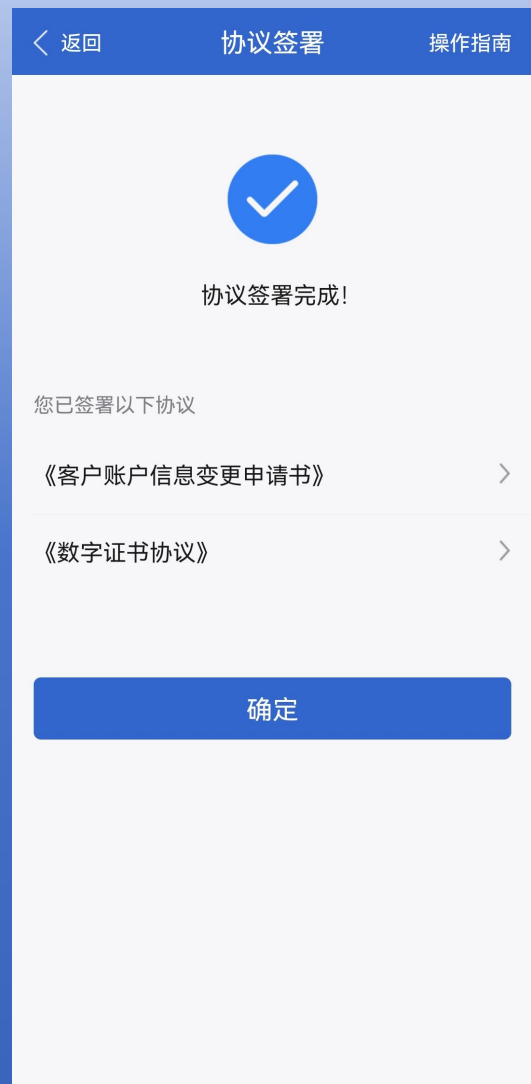 返回
协议签署
操作指南
协议签署完成!
您已签署以下协议
《客户账户信息变更申请书》
《数字证书协议》
确定